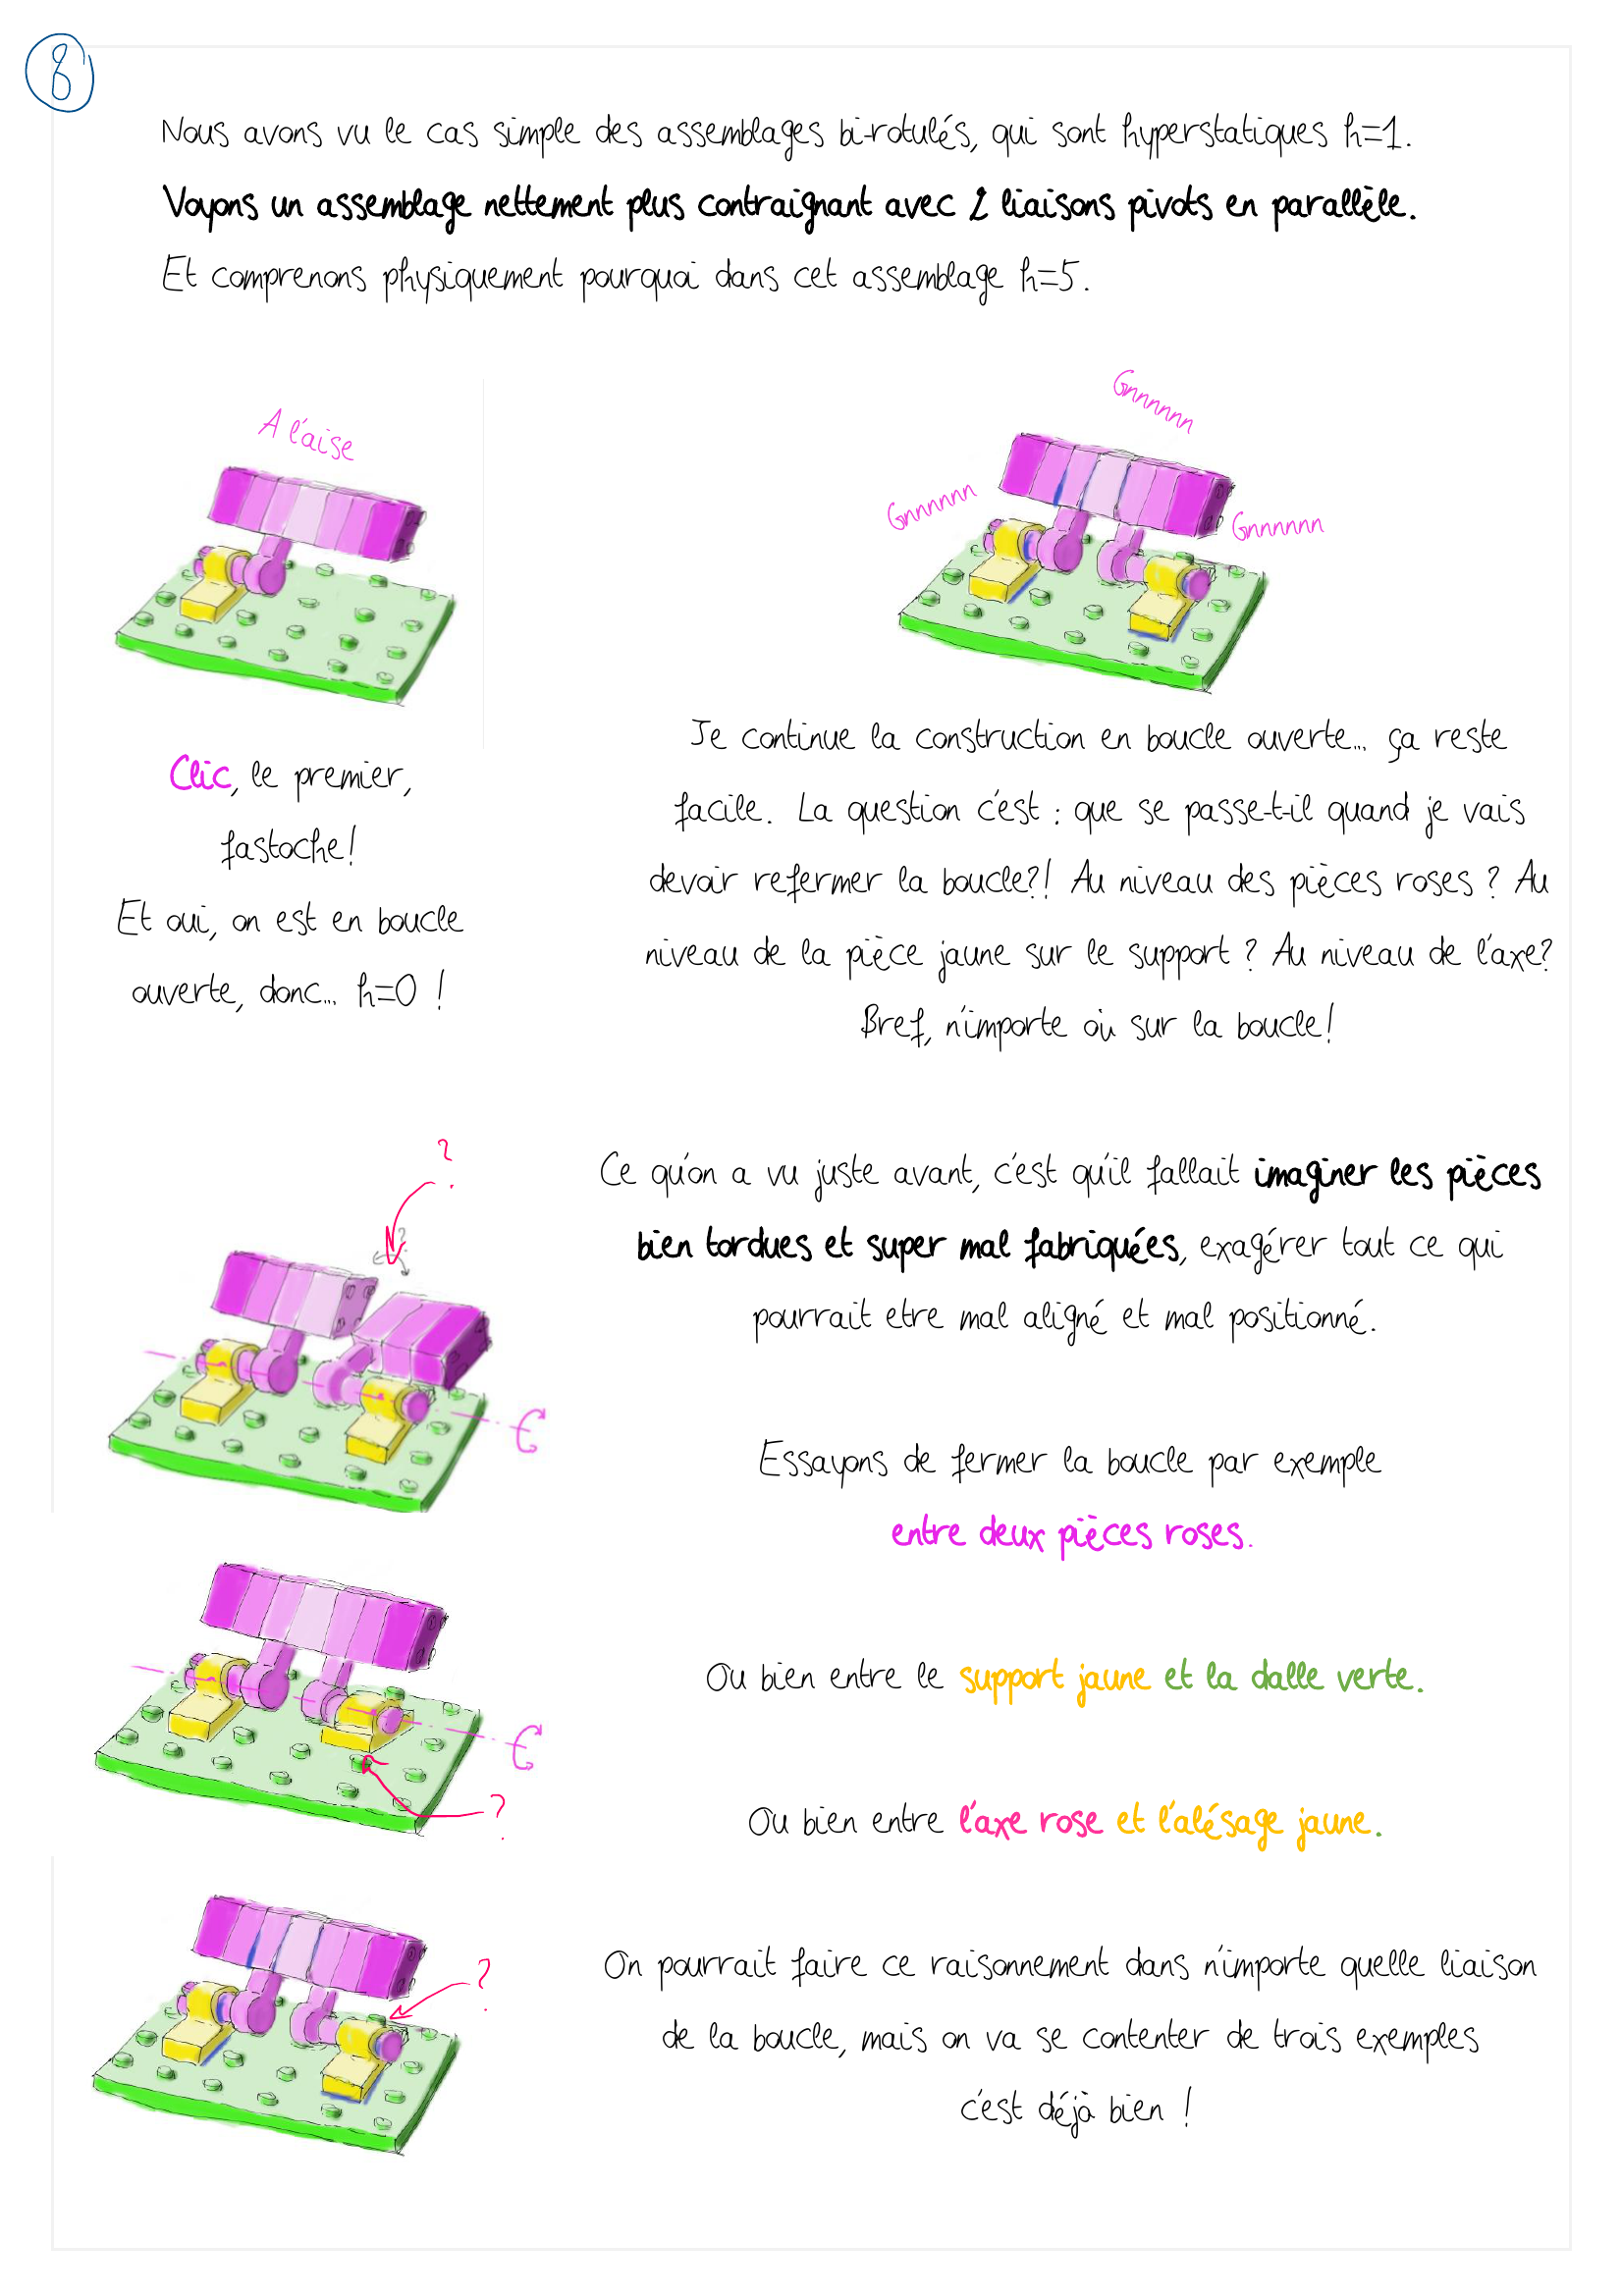 8
Nous avons vu le cas simple des assemblages bi-rotulés, qui sont hyperstatiques h=1.
Voyons un assemblage nettement plus contraignant avec 2 liaisons pivots en parallèle.
Et comprenons physiquement pourquoi dans cet assemblage h=5.
A l'aise
Clic, le premier,
fastoche!
Et oui, on est en boucle
ouverte, donc... h=0 !
Gnnnnnn
Gnnnnnn
Gnnnnnn
Je continue la construction en boucle ouverte... ça reste
facile. La question c'est : que se passe-t-il quand je vais
devoir refermer la boucle?! Au niveau des pièces roses ? Au
niveau de la pièce jaune sur le support ? Au niveau de l'axe?
Bref, n'importe où sur la boucle!
?
?
Ce qu'on a vu juste avant, c'est qu'il fallait imaginer les pièces
bien tordues et super mal fabriquées, exagérer tout ce qui
pourrait etre mal aligné et mal positionné.
Essayons de fermer la boucle par exemple
entre deux pièces roses.
Ou bien entre le support jaune et la dalle verte.
?
Ou bien entre l'axe rose et l'alésage jaune.
?
On pourrait faire ce raisonnement dans n'importe quelle liaison
de la boucle, mais on va se contenter de trois exemples
c'est déjà bien !